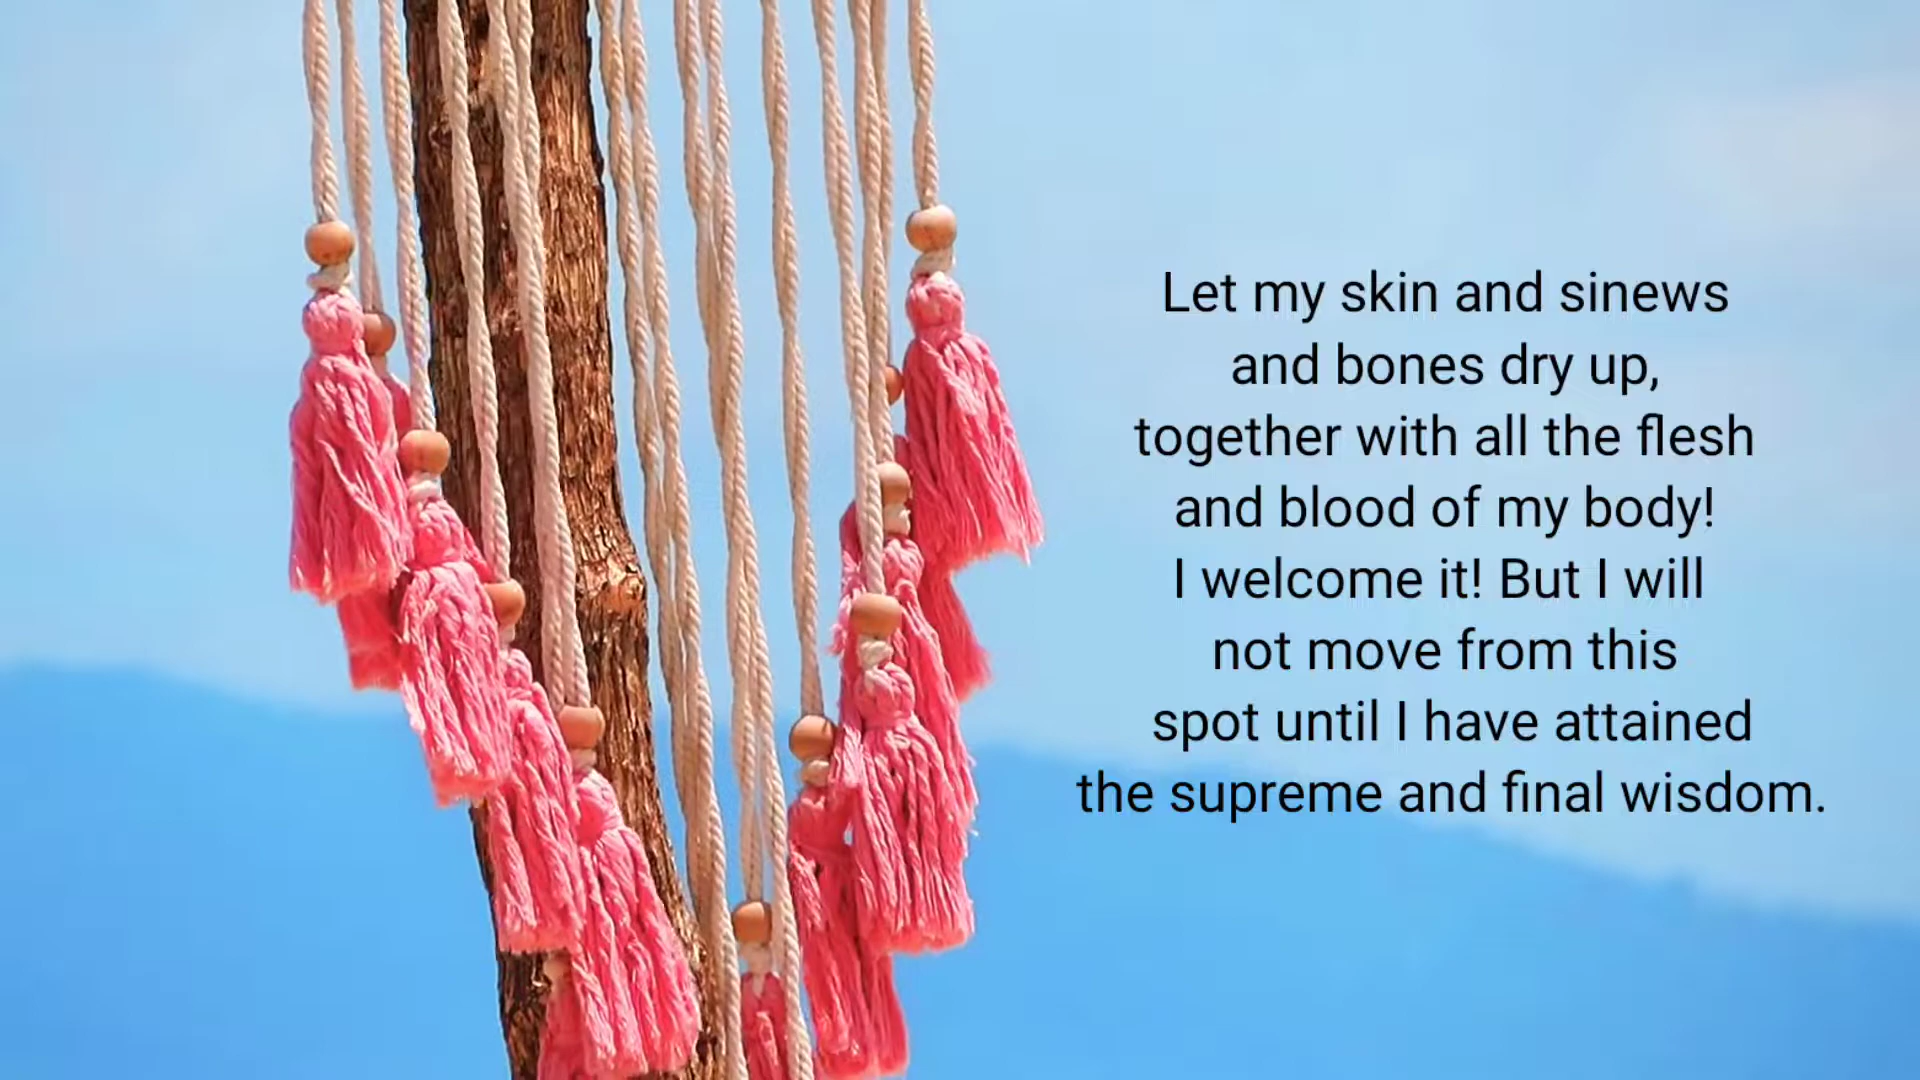 Let my skin and sinews
and bones dry up,
together with all the flesh
and blood of my body!
I welcome it! But I will
not move from this
spot until I have attained
the supreme and final wisdom.